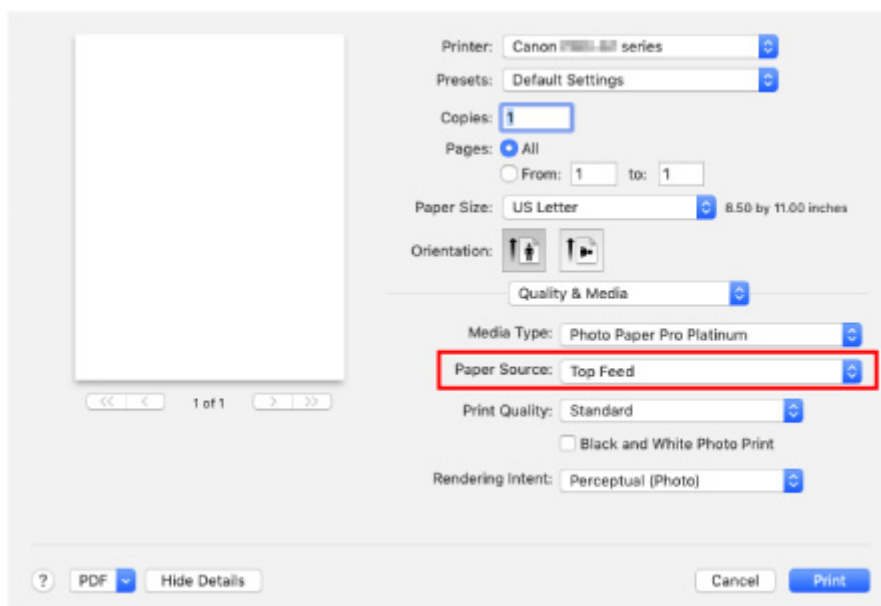 Printer: Canon series
Presets: Default Settings
Copies: 1
Pages: All
From: 1 to: 1
Paper Size: US Letter 8.50 by 11.00 inches
Orientation:
Quality & Media
Media Type: Photo Paper Pro Platinum
Paper Source: Top Feed
<< < 1 of 1 > >>
Print Quality: Standard
Black and White Photo Print
Rendering Intent: Perceptual (Photo)
? PDF Hide Details Cancel Print